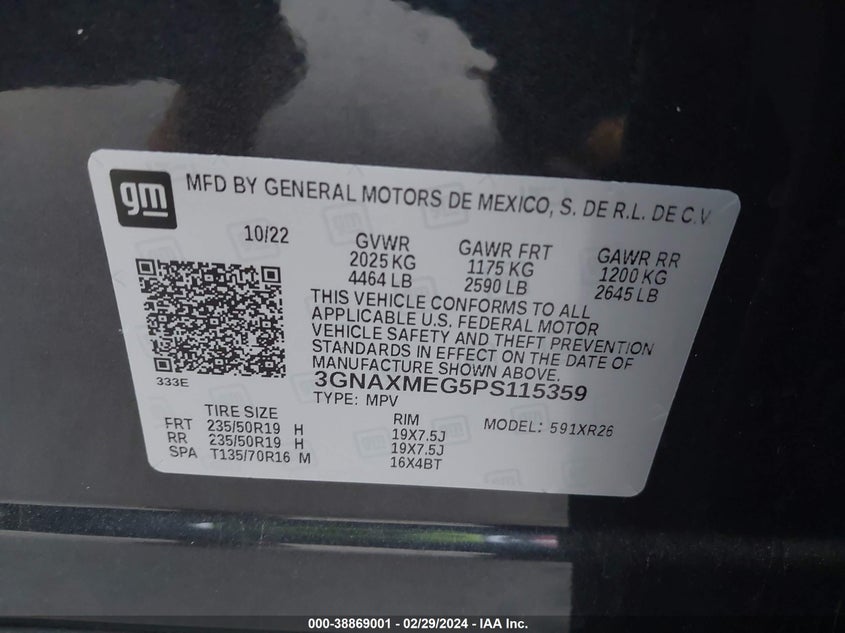 gm MFD BY GENERAL MOTORS DE MEXICO, S. DE R.L. DE C.V.
10/22
GVWR GAWR FRT GAWR RR
2025 KG 1175 KG 1200 KG
4464 LB 2590 LB 2645 LB
THIS VEHICLE CONFORMS TO ALL
APPLICABLE U.S. FEDERAL MOTOR
VEHICLE SAFETY AND THEFT PREVENTION
STANDARDS IN EFFECT ON THE DATE OF
MANUFACTURE SHOWN ABOVE.
333E
3GNAXMEG5PS115359
TYPE: MPV
MODEL: 591XR26
TIRE SIZE RIM
FRT 235/50R19 H 19X7.5J
RR 235/50R19 H 19X7.5J
SPA T135/70R16 M 16X4BT
000-38869001 - 02/29/2024 - IAA Inc.